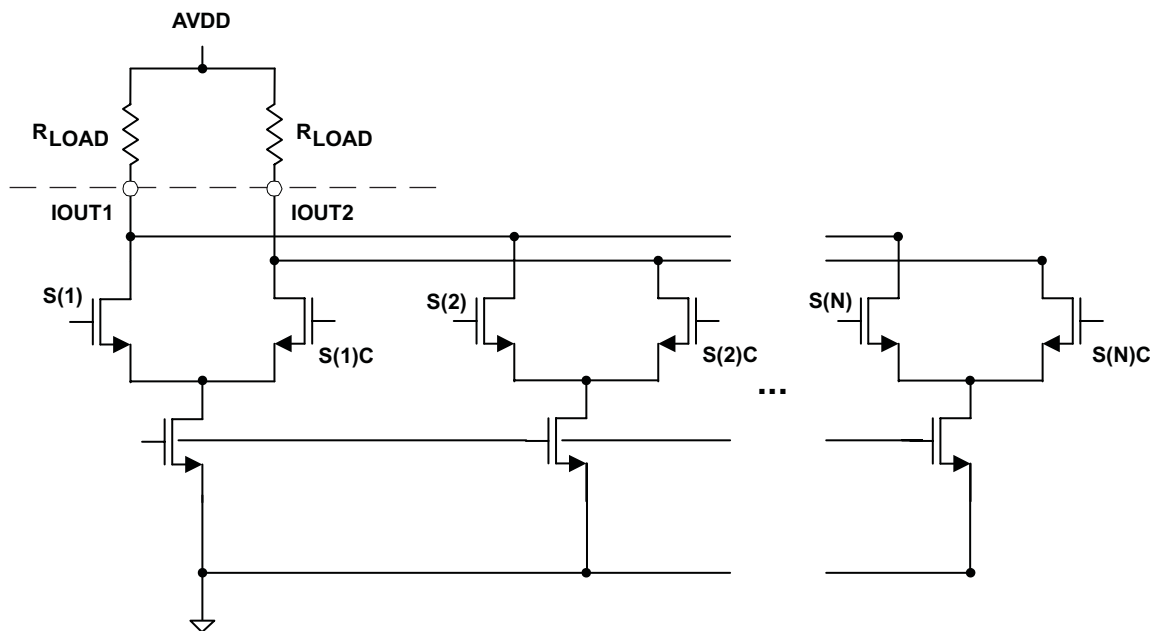 AVDD
RLOAD
RLOAD
IOUT1
IOUT2
S(1)
S(1)C
S(2)
S(2)C
...
S(N)
S(N)C